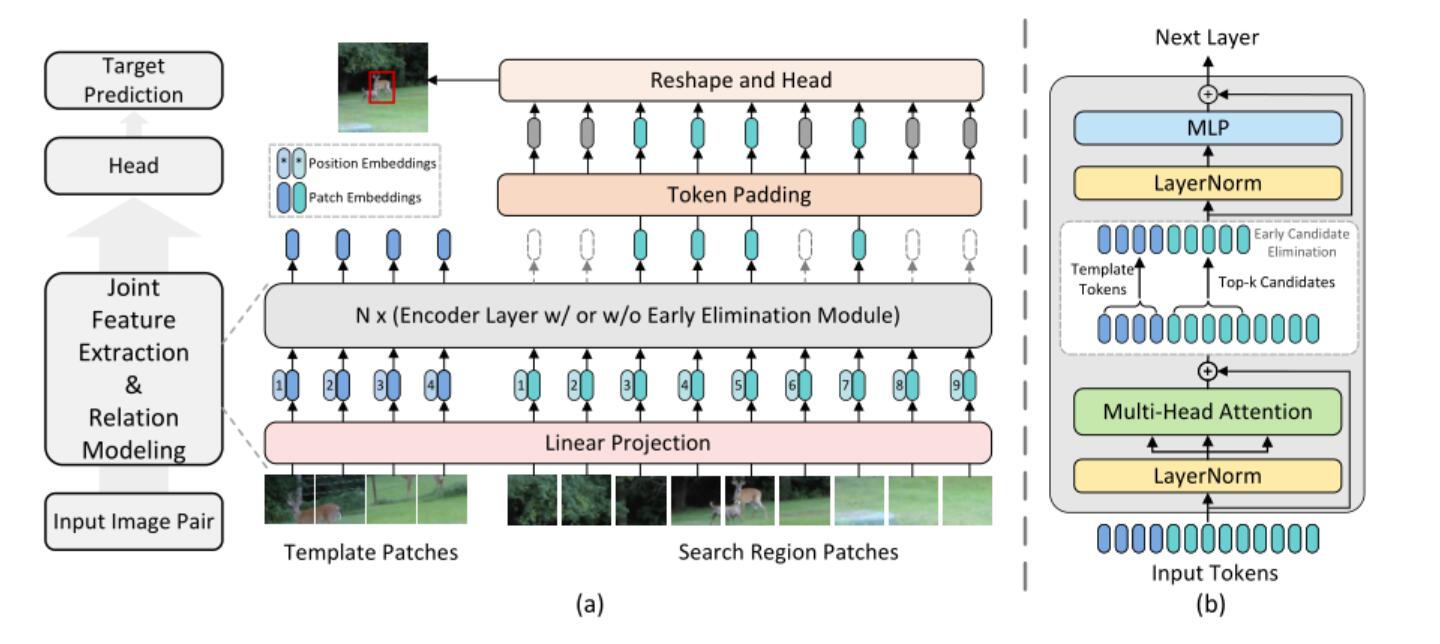 Target
Prediction
Head
Joint
Feature
Extraction
&
Relation
Modeling
Input Image Pair
Reshape and Head
* * Position Embeddings
Patch Embeddings
Token Padding
N x (Encoder Layer w/ or w/o Early Elimination Module)
1 2 3 4 1 2 3 4 5 6 7 8 9
Linear Projection
Template Patches
Search Region Patches
(a)
Next Layer
+
MLP
LayerNorm
Early Candidate
Elimination
Template
Tokens
Top-k Candidates
+
Multi-Head Attention
LayerNorm
Input Tokens
(b)